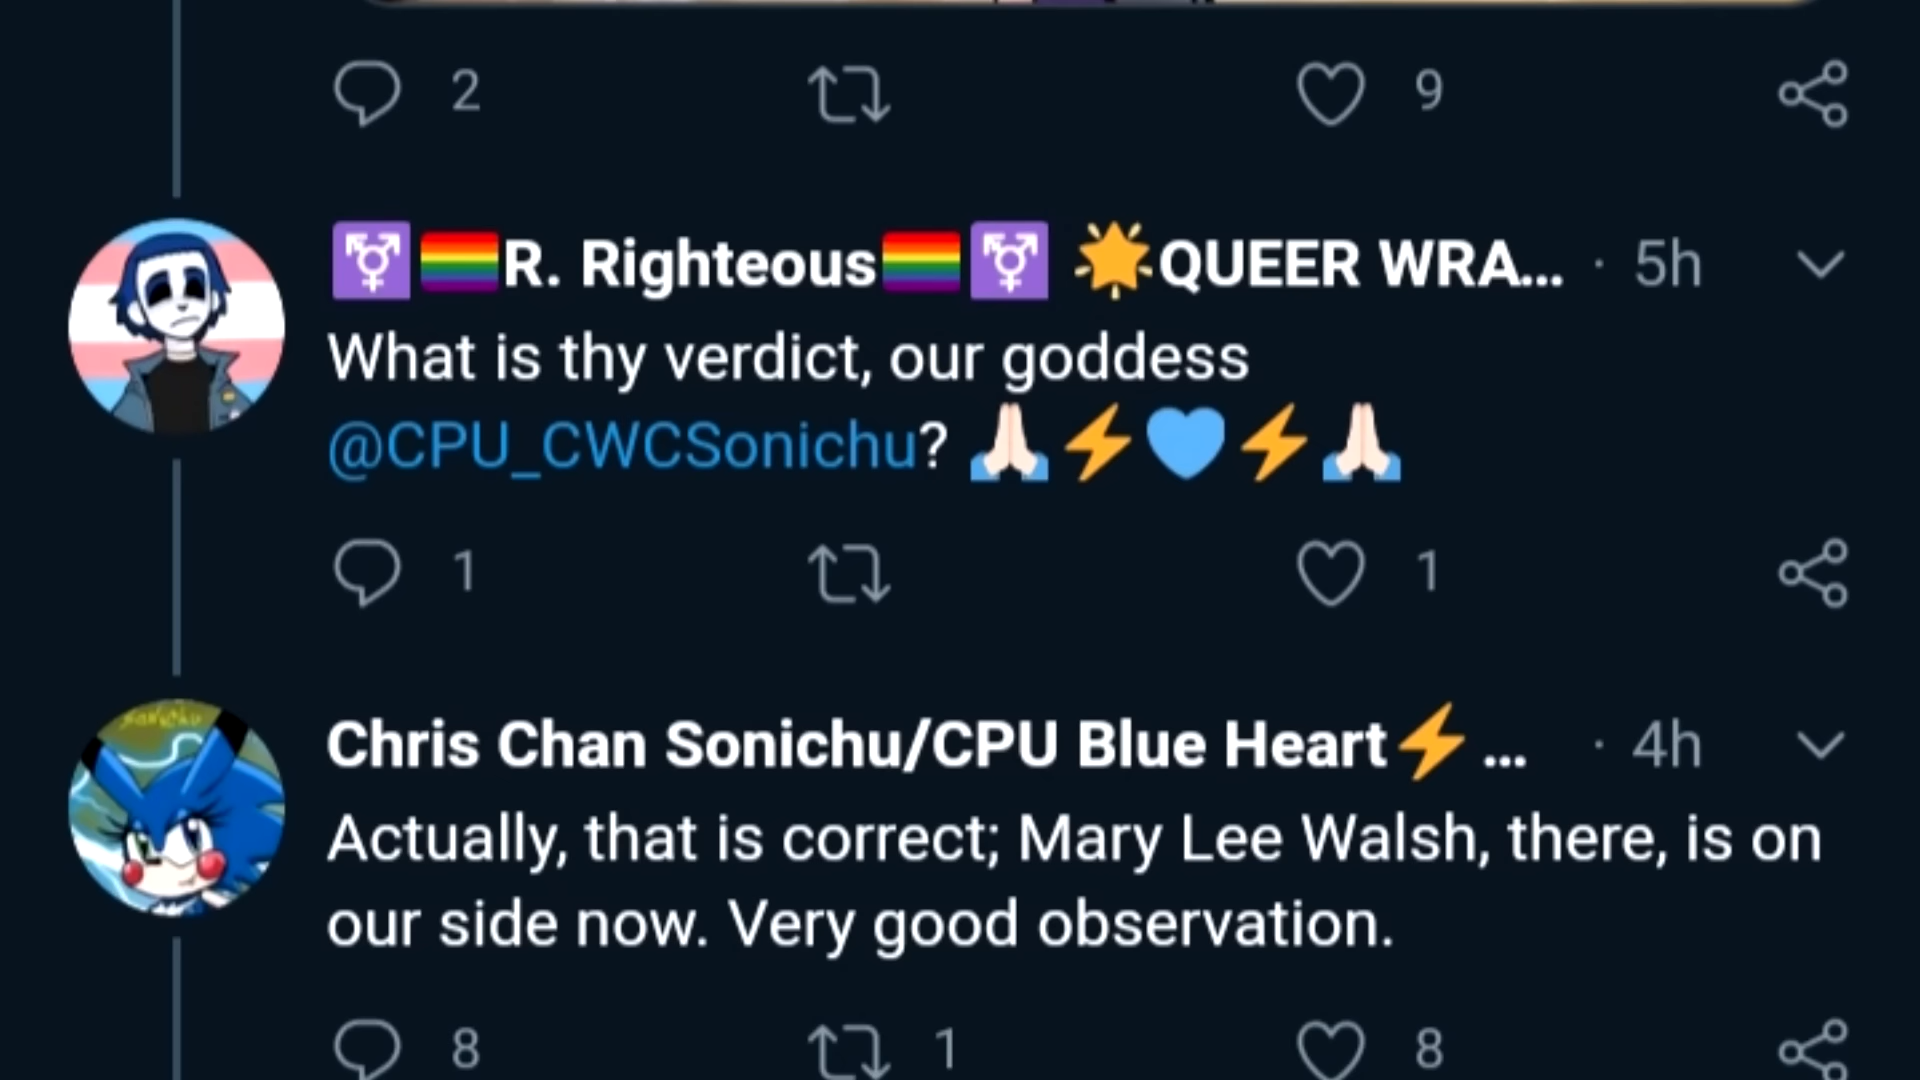 2 9
⚧️🏳️‍🌈R. Righteous🏳️‍🌈⚧️ 🌟QUEER WRA... · 5h
What is thy verdict, our goddess
@CPU_CWCSonichu? 🙏🏻⚡💙⚡🙏🏻
1 1
Sonichu
Chris Chan Sonichu/CPU Blue Heart⚡... · 4h
Actually, that is correct; Mary Lee Walsh, there, is on
our side now. Very good observation.
8 1 8